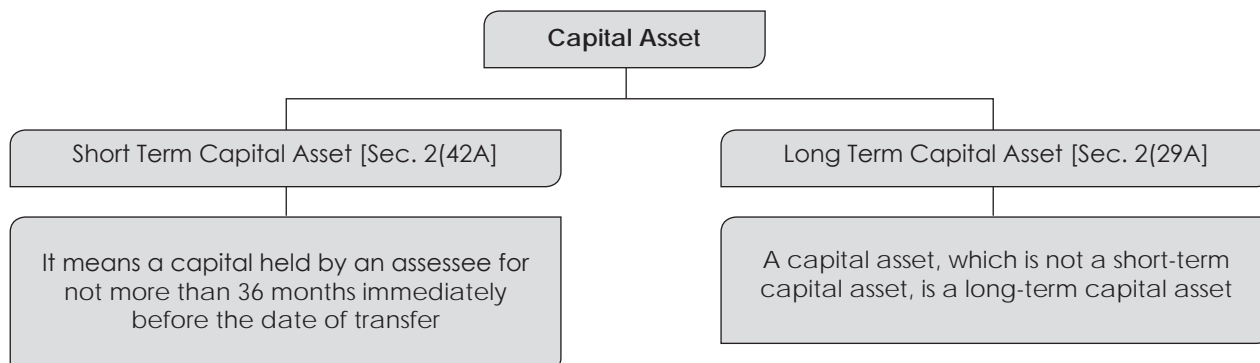 Capital Asset
Short Term Capital Asset [Sec. 2(42A]
Long Term Capital Asset [Sec. 2(29A]
It means a capital held by an assessee for
not more than 36 months immediately
before the date of transfer
A capital asset, which is not a short-term
capital asset, is a long-term capital asset